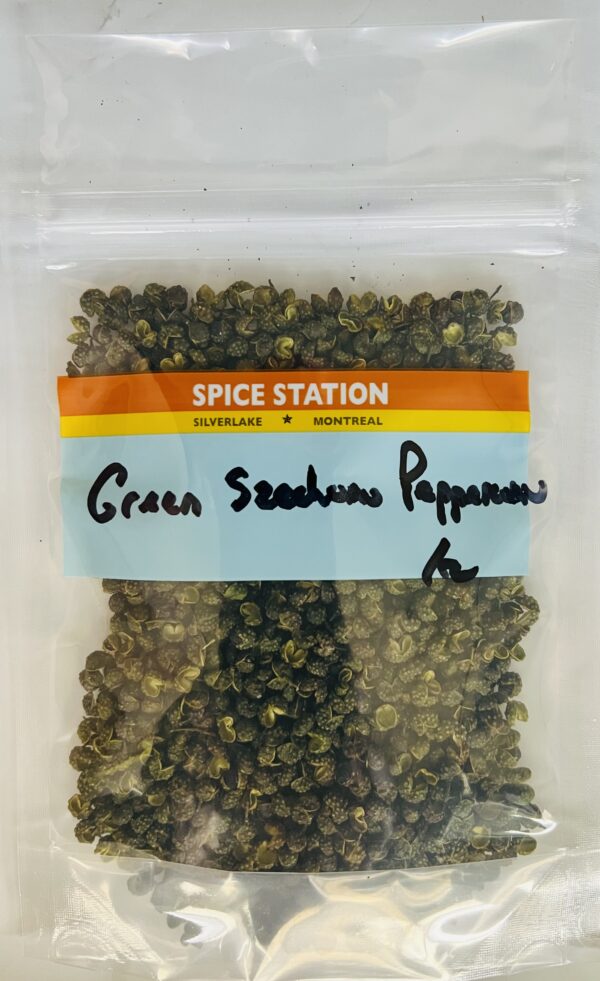 SPICE STATION
SILVERLAKE ★ MONTREAL
Green Szechuan Peppercorn